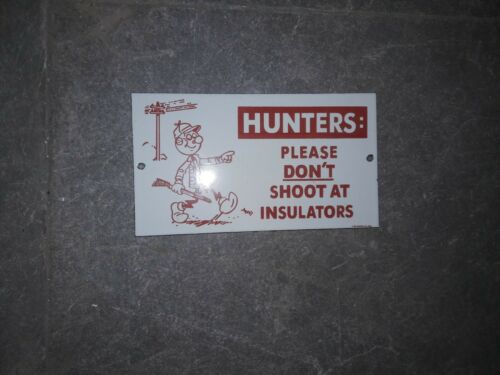 HUNTERS:
PLEASE
DON'T
SHOOT AT
INSULATORS